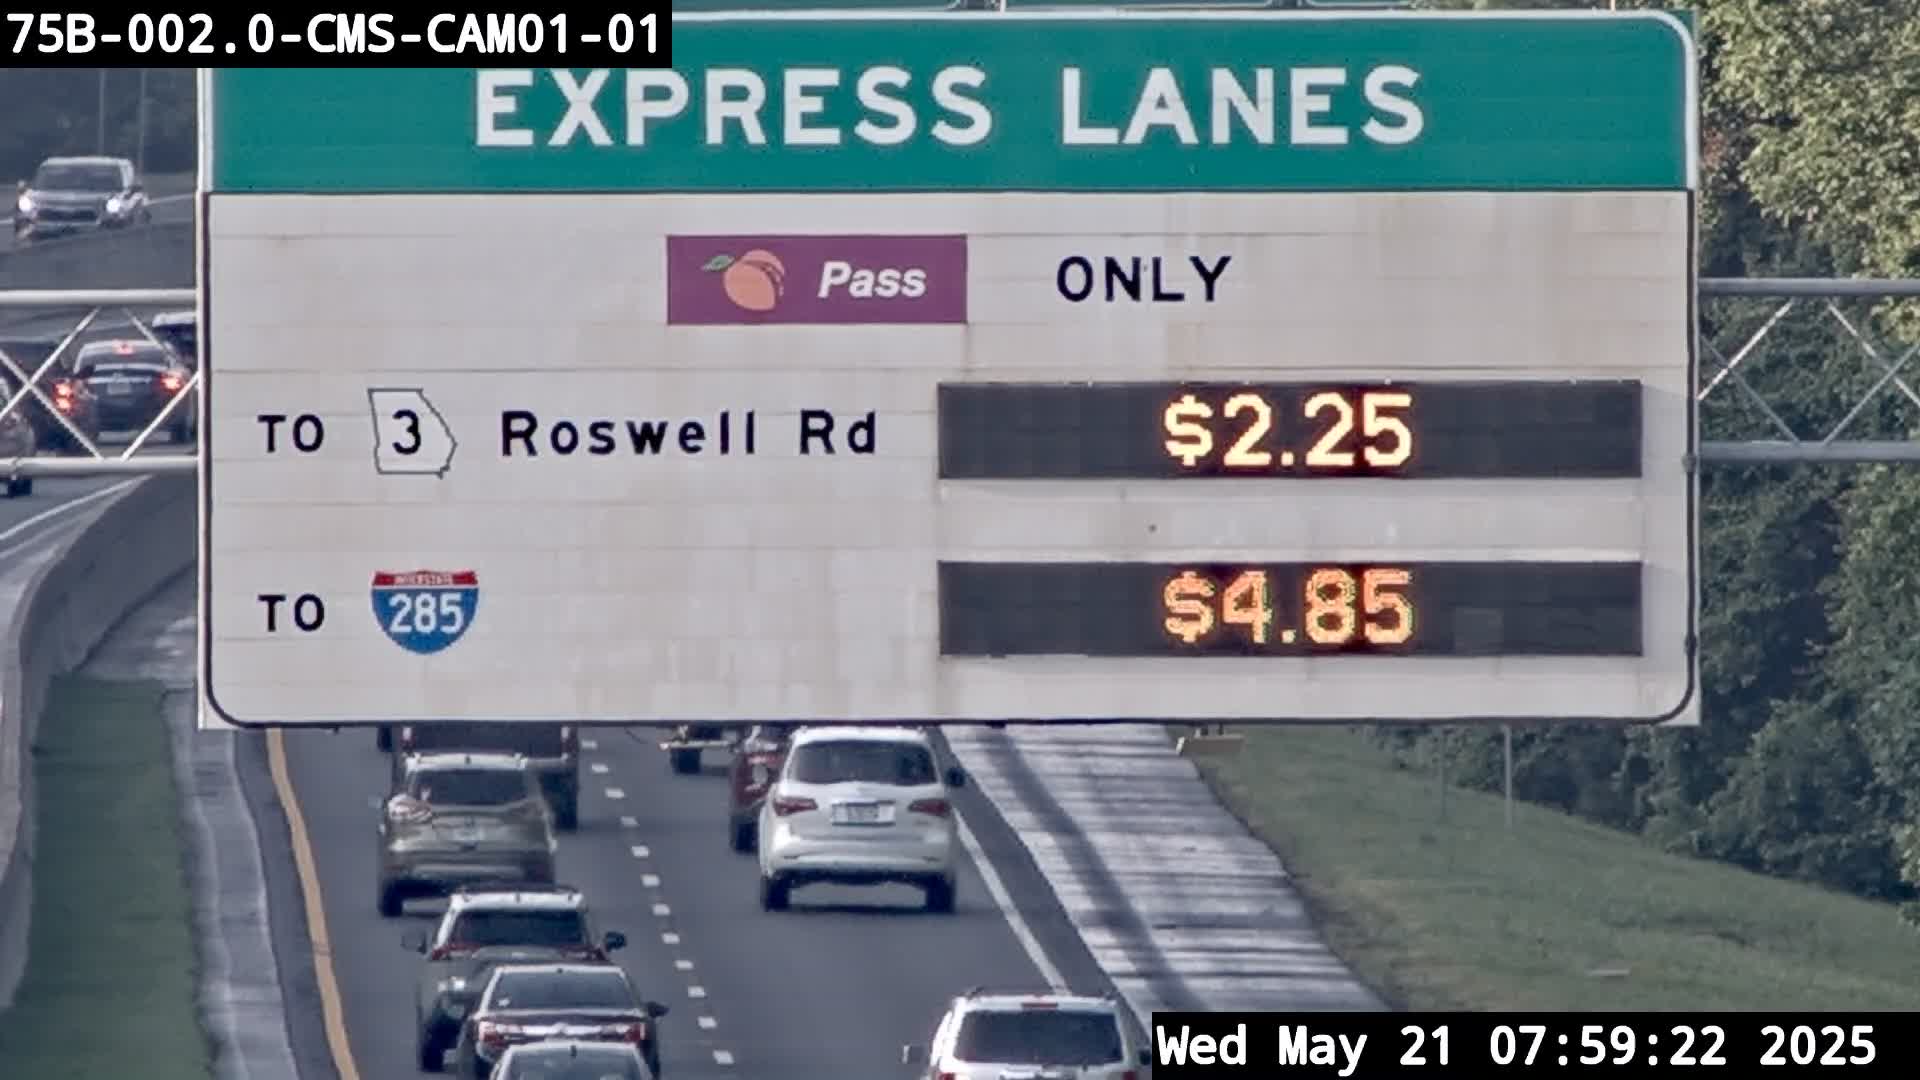 75B-002.0-CMS-CAM01-01
EXPRESS LANES
Pass ONLY
TO 3 Roswell Rd $2.25
INTERSTATE
TO 285 $4.85
Wed May 21 07:59:22 2025